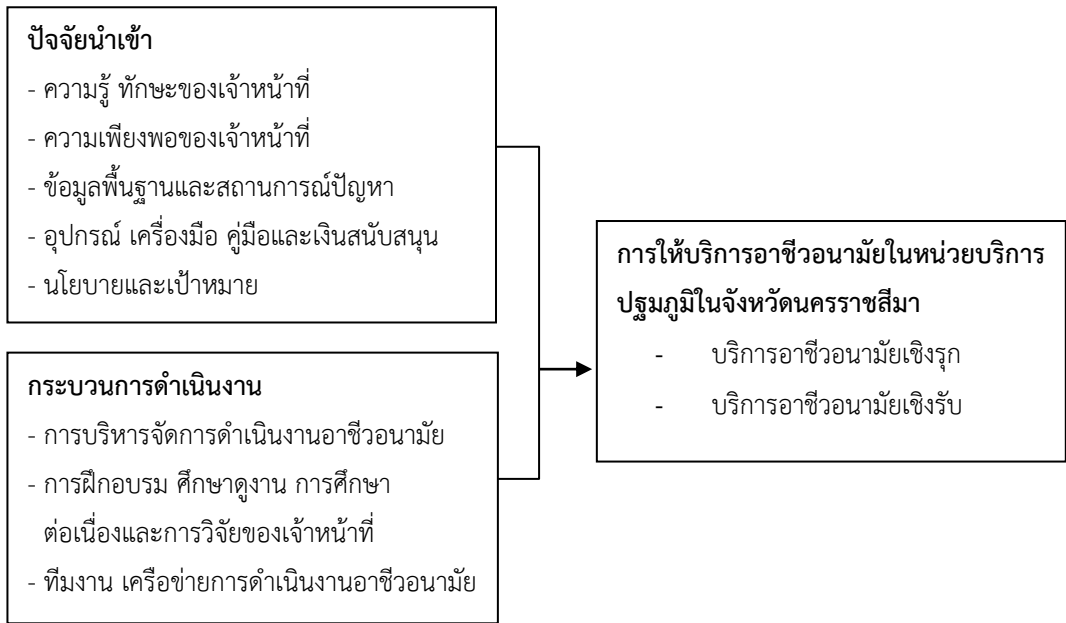 ปัจจัยนำเข้า
- ความรู้ ทักษะของเจ้าหน้าที่
- ความเพียงพอของเจ้าหน้าที่
- ข้อมูลพื้นฐานและสถานการณ์ปัญหา
- อุปกรณ์ เครื่องมือ คู่มือและเงินสนับสนุน
- นโยบายและเป้าหมาย
กระบวนการดำเนินงาน
- การบริหารจัดการดำเนินงานอาชีวอนามัย
- การฝึกอบรม ศึกษาดูงาน การศึกษา
ต่อเนื่องและการวิจัยของเจ้าหน้าที่
- ทีมงาน เครือข่ายการดำเนินงานอาชีวอนามัย
การให้บริการอาชีวอนามัยในหน่วยบริการ
ปฐมภูมิในจังหวัดนครราชสีมา
- บริการอาชีวอนามัยเชิงรุก
- บริการอาชีวอนามัยเชิงรับ